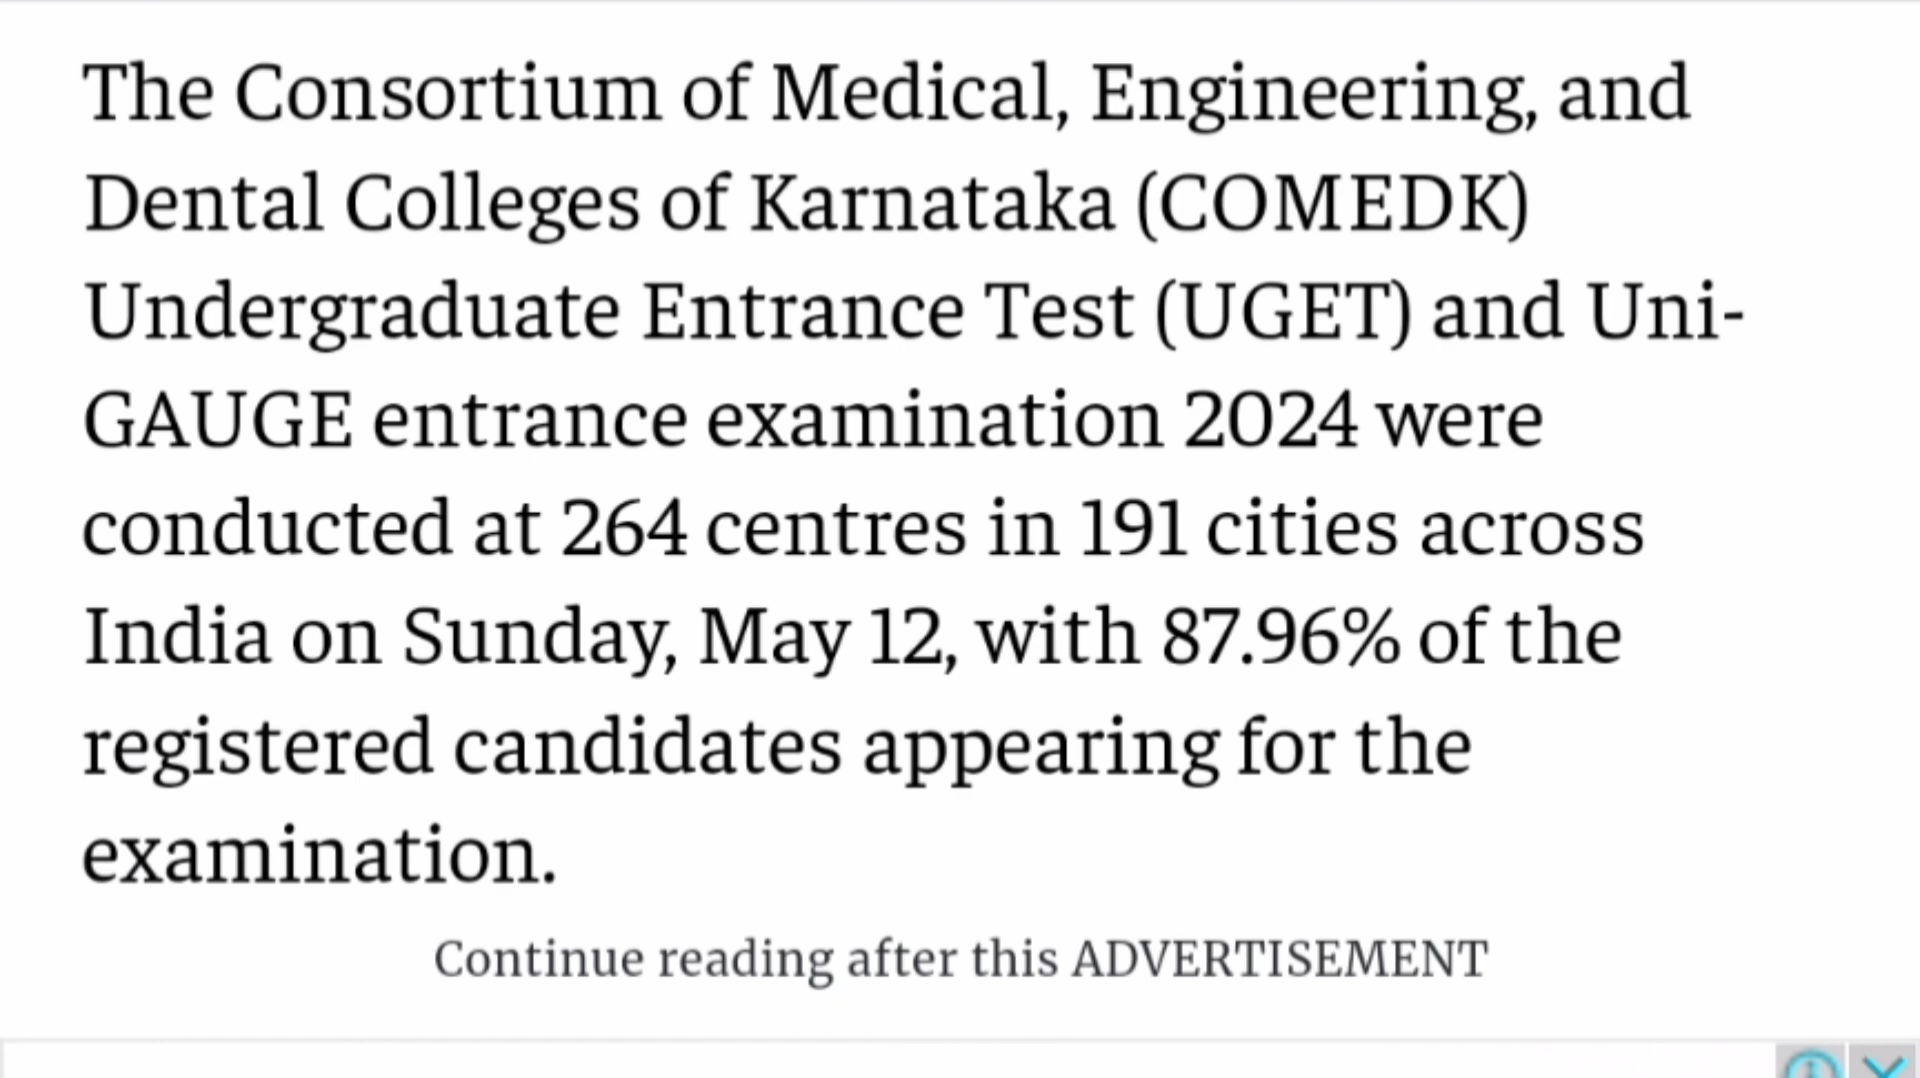 The Consortium of Medical, Engineering, and
Dental Colleges of Karnataka (COMEDK)
Undergraduate Entrance Test (UGET) and Uni-
GAUGE entrance examination 2024 were
conducted at 264 centres in 191 cities across
India on Sunday, May 12, with 87.96% of the
registered candidates appearing for the
examination.
Continue reading after this ADVERTISEMENT